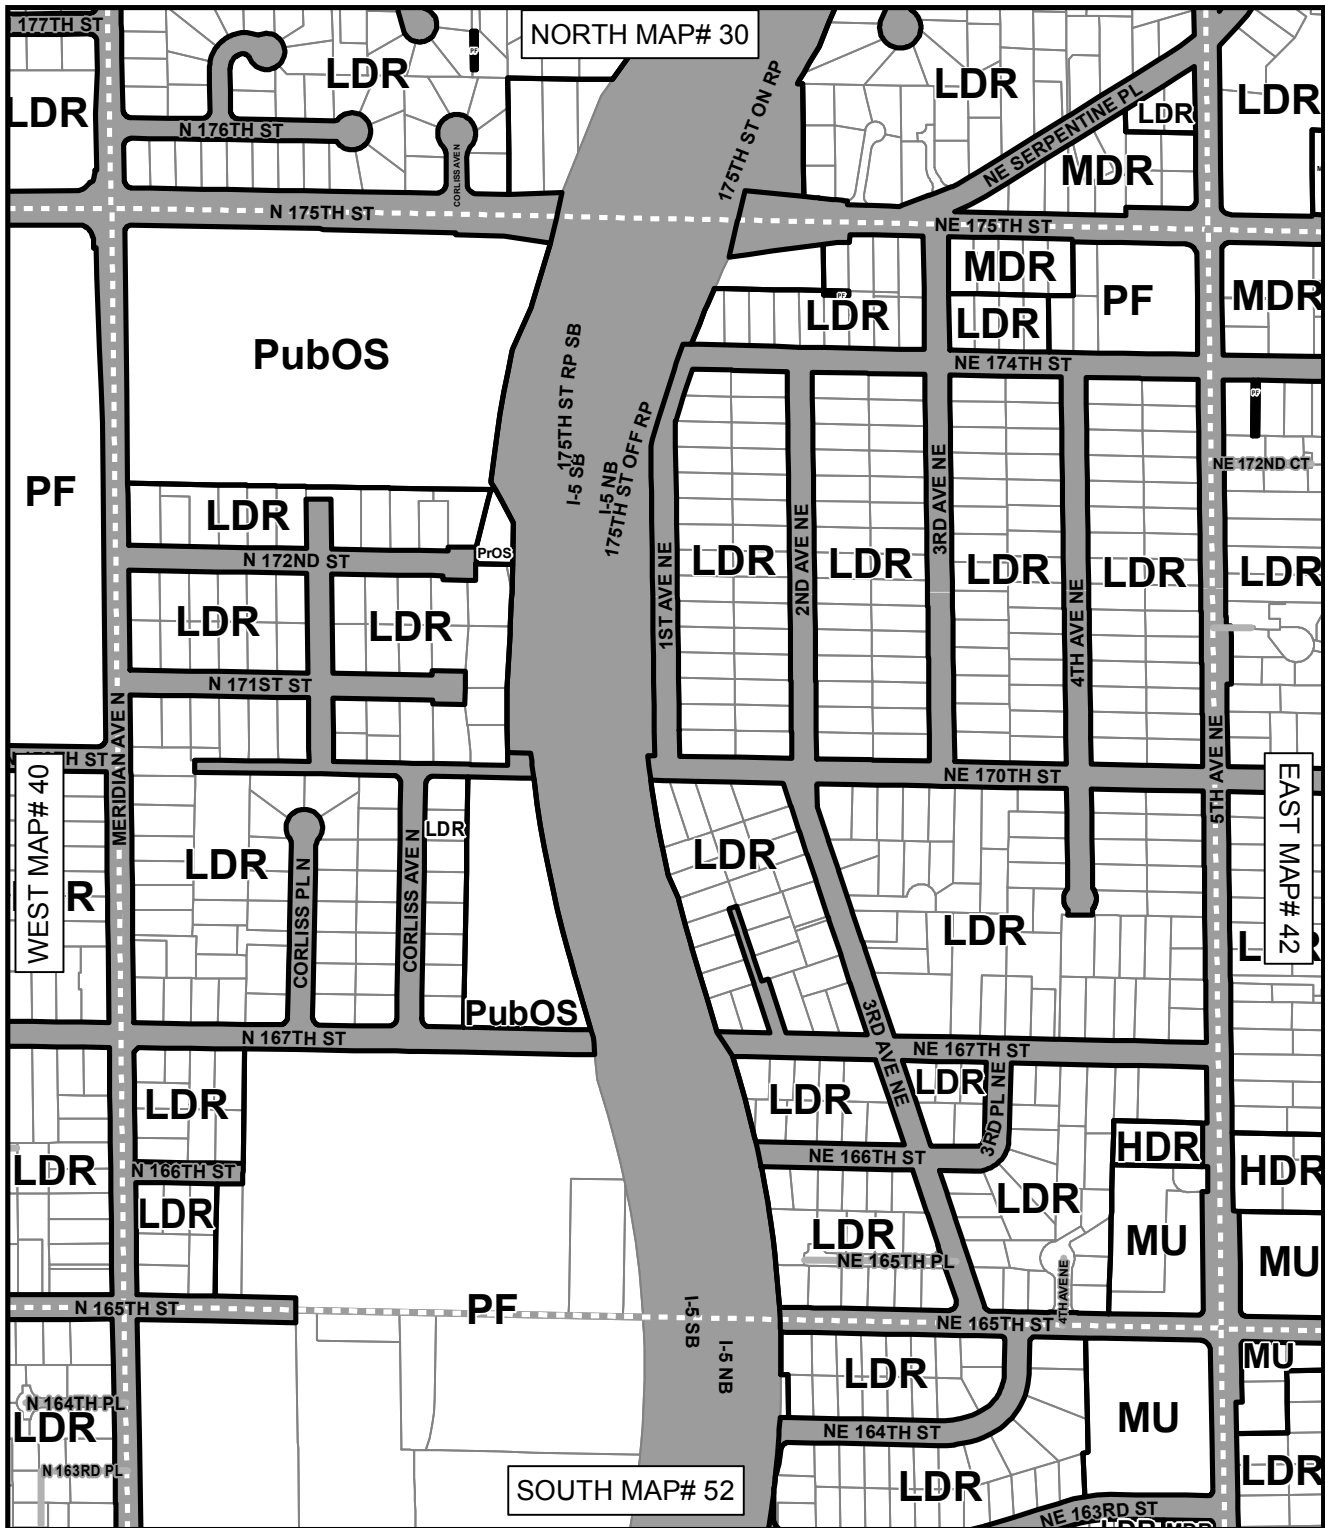 177TH ST
NORTH MAP# 30
PF
LDR
LDR
LDR
LDR
LDR
175TH ST ON RP
NE SERPENTINE PL
N 176TH ST
CORLISS AVE N
MDR
N 175TH ST
NE 175TH ST
MDR
PF
MDR
PF
LDR
LDR
PubOS
175TH ST RP SB
NE 174TH ST
PF
I-5 SB
I-5 NB
175TH ST OFF RP
3RD AVE NE
NE 172ND CT
PF
LDR
2ND AVE NE
N 172ND ST
PrOS
1ST AVE NE
LDR
LDR
LDR
LDR
LDR
LDR
LDR
4TH AVE NE
N 171ST ST
MERIDIAN AVE N
5TH AVE NE
H ST
NE 170TH ST
WEST MAP# 40
EAST MAP# 42
LDR
LDR
LDR
R
CORLISS PL N
CORLISS AVE N
LDR
PubOS
3RD AVE NE
N 167TH ST
NE 167TH ST
LDR
LDR
LDR
3RD PL NE
HDR
LDR
N 166TH ST
NE 166TH ST
HDR
LDR
LDR
LDR
MU
MU
NE 165TH PL
4TH AVE NE
N 165TH ST
PF
I-5 SB
I-5 NB
NE 165TH ST
MU
LDR
N 164TH PL
LDR
MU
NE 164TH ST
N 163RD PL
LDR
LDR
SOUTH MAP# 52
NE 163RD ST
LDR
MDR